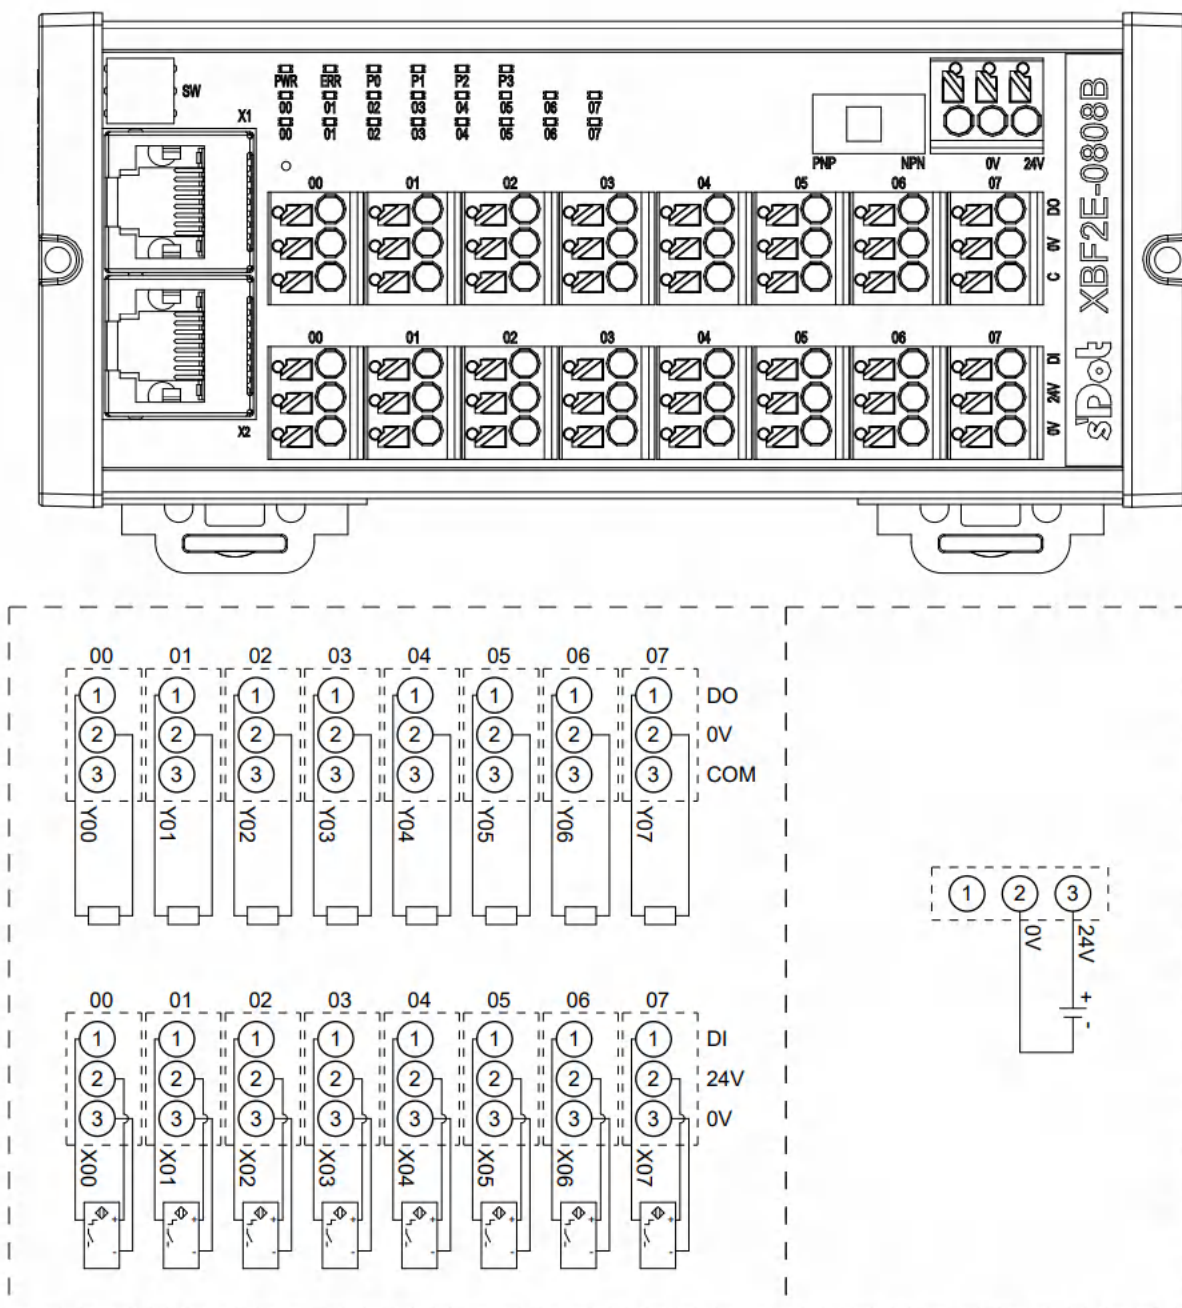 SW
PWR ERR P0 P1 P2 P3
00 01 02 03 04 05 06 07
00 01 02 03 04 05 06 07
X1
X2
PNP NPN
0V 24V
00 01 02 03 04 05 06 07
DO
0V
C
00 01 02 03 04 05 06 07
DI
24V
0V
s'Dot XBF2E-0808B
00 01 02 03 04 05 06 07
1 1 1 1 1 1 1 1 DO
2 2 2 2 2 2 2 2 0V
3 3 3 3 3 3 3 3 COM
Y00 Y01 Y02 Y03 Y04 Y05 Y06 Y07
1 2 3
0V 24V
+
-
00 01 02 03 04 05 06 07
1 1 1 1 1 1 1 1 DI
2 2 2 2 2 2 2 2 24V
3 3 3 3 3 3 3 3 0V
X00 X01 X02 X03 X04 X05 X06 X07
+ + + + + + + +
- - - - - - - -